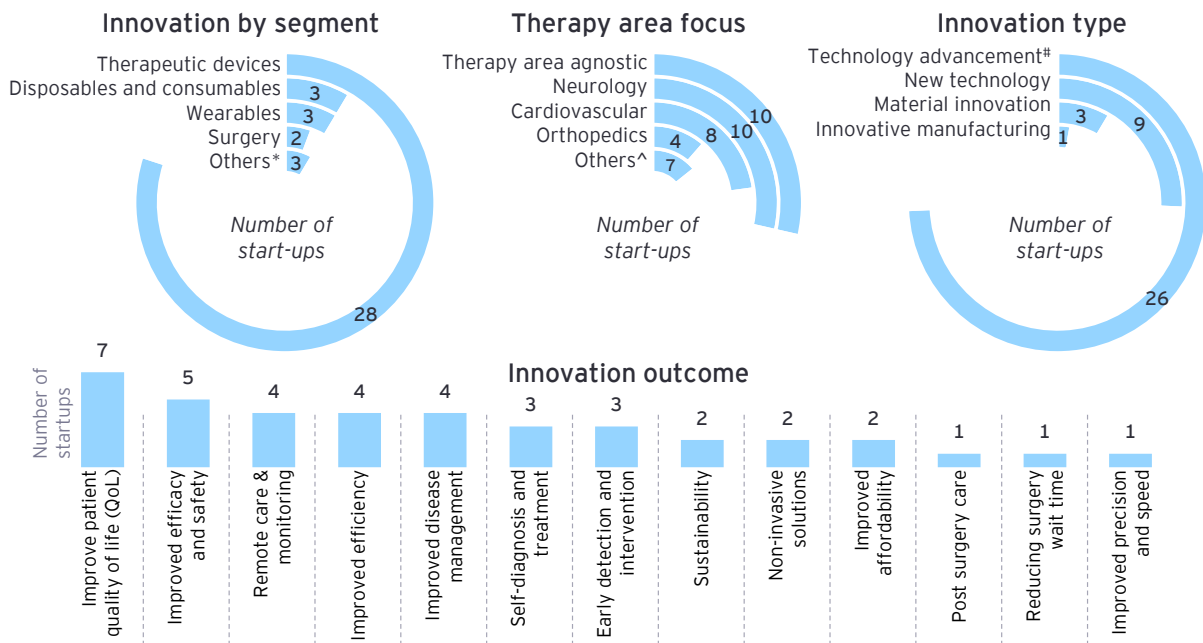 Innovation by segment
Therapeutic devices
Disposables and consumables
Wearables
Surgery
Others*
3
3
2
3
28
Number of
start-ups
Therapy area focus
Therapy area agnostic
Neurology
Cardiovascular
Orthopedics
Others^
10
10
8
4
7
Number of
start-ups
Innovation type
Technology advancement#
New technology
Material innovation
Innovative manufacturing
26
9
3
1
Number of
start-ups
Innovation outcome
Number of
startups
7
5
4
4
4
3
3
2
2
2
1
1
1
Improve patient
quality of life (QoL)
Improved efficacy
and safety
Remote care &
monitoring
Improved efficiency
Improved disease
management
Self-diagnosis and
treatment
Early detection and
intervention
Sustainability
Non-invasive
solutions
Improved
affordability
Post surgery care
Reducing surgery
wait time
Improved precision
and speed